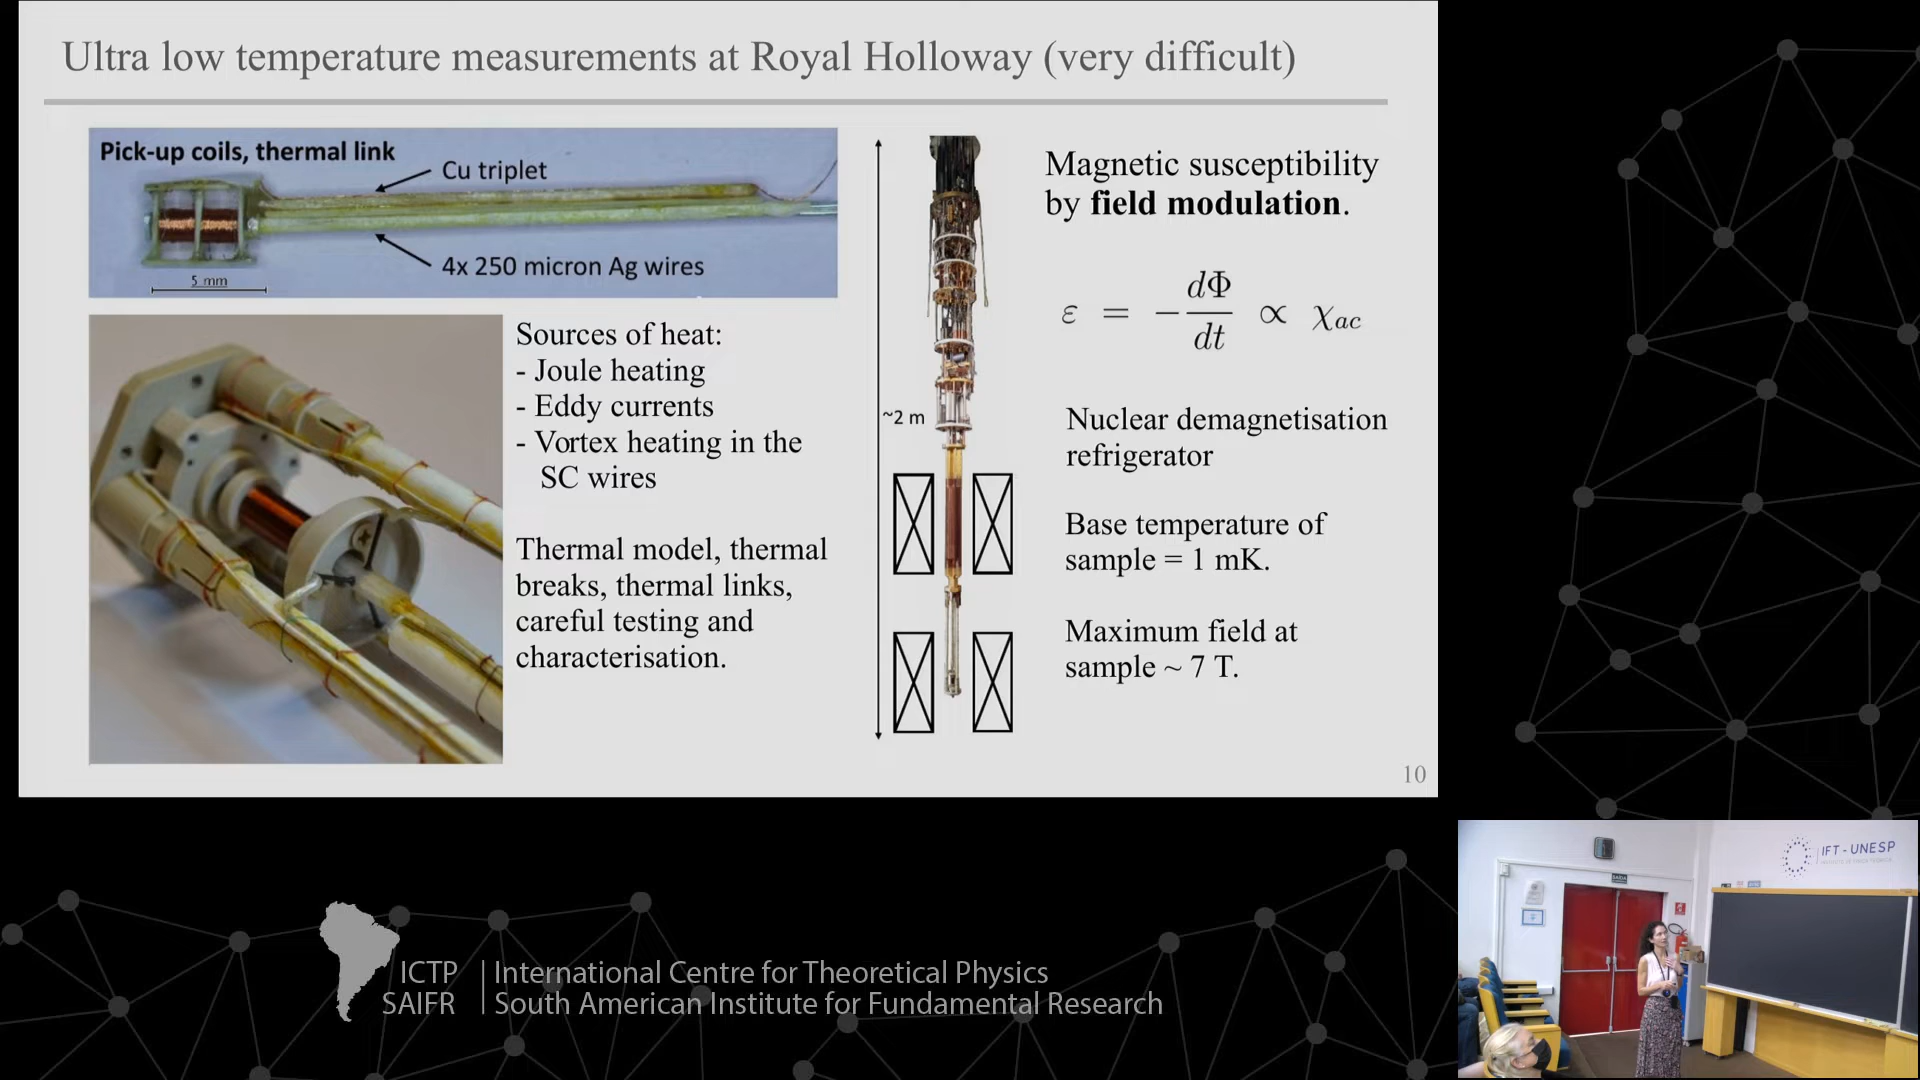 Ultra low temperature measurements at Royal Holloway (very difficult)
Pick-up coils, thermal link
Cu triplet
4x 250 micron Ag wires
5 mm
Sources of heat:
- Joule heating
- Eddy currents
- Vortex heating in the
SC wires
Thermal model, thermal
breaks, thermal links,
careful testing and
characterisation.
~2 m
Magnetic susceptibility
by field modulation.
ε = −dΦ/dt ∝ χac
Nuclear demagnetisation
refrigerator
Base temperature of
sample = 1 mK.
Maximum field at
sample ~ 7 T.
10
IFT - UNESP
ICTP | International Centre for Theoretical Physics
SAIFR | South American Institute for Fundamental Research